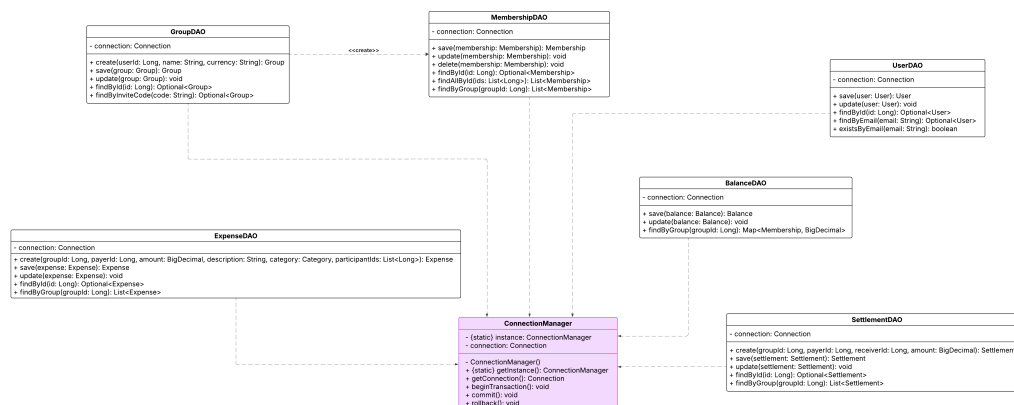 GroupDAO
- connection: Connection
+ create(userId: Long, name: String, currency: String): Group
+ save(group: Group): Group
+ update(group: Group): void
+ findById(id: Long): Optional<Group>
+ findByInviteCode(code: String): Optional<Group>
<<create>>
MembershipDAO
- connection: Connection
+ save(membership: Membership): Membership
+ update(membership: Membership): void
+ delete(membership: Membership): void
+ findById(id: Long): Optional<Membership>
+ findAllById(ids: List<Long>): List<Membership>
+ findByGroup(groupId: Long): List<Membership>
UserDAO
- connection: Connection
+ save(user: User): User
+ update(user: User): void
+ findById(id: Long): Optional<User>
+ findByEmail(email: String): Optional<User>
+ existsByEmail(email: String): boolean
BalanceDAO
- connection: Connection
+ save(balance: Balance): Balance
+ update(balance: Balance): void
+ findByGroup(groupId: Long): Map<Membership, BigDecimal>
ExpenseDAO
- connection: Connection
+ create(groupId: Long, payerId: Long, amount: BigDecimal, description: String, category: Category, participantIds: List<Long>): Expense
+ save(expense: Expense): Expense
+ update(expense: Expense): void
+ findById(id: Long): Optional<Expense>
+ findByGroup(groupId: Long): List<Expense>
ConnectionManager
- {static} instance: ConnectionManager
- connection: Connection
- ConnectionManager()
+ {static} getInstance(): ConnectionManager
+ getConnection(): Connection
+ beginTransaction(): void
+ commit(): void
+ rollback(): void
SettlementDAO
- connection: Connection
+ create(groupId: Long, payerId: Long, receiverId: Long, amount: BigDecimal): Settlement
+ save(settlement: Settlement): Settlement
+ update(settlement: Settlement): void
+ findById(id: Long): Optional<Settlement>
+ findByGroup(groupId: Long): List<Settlement>